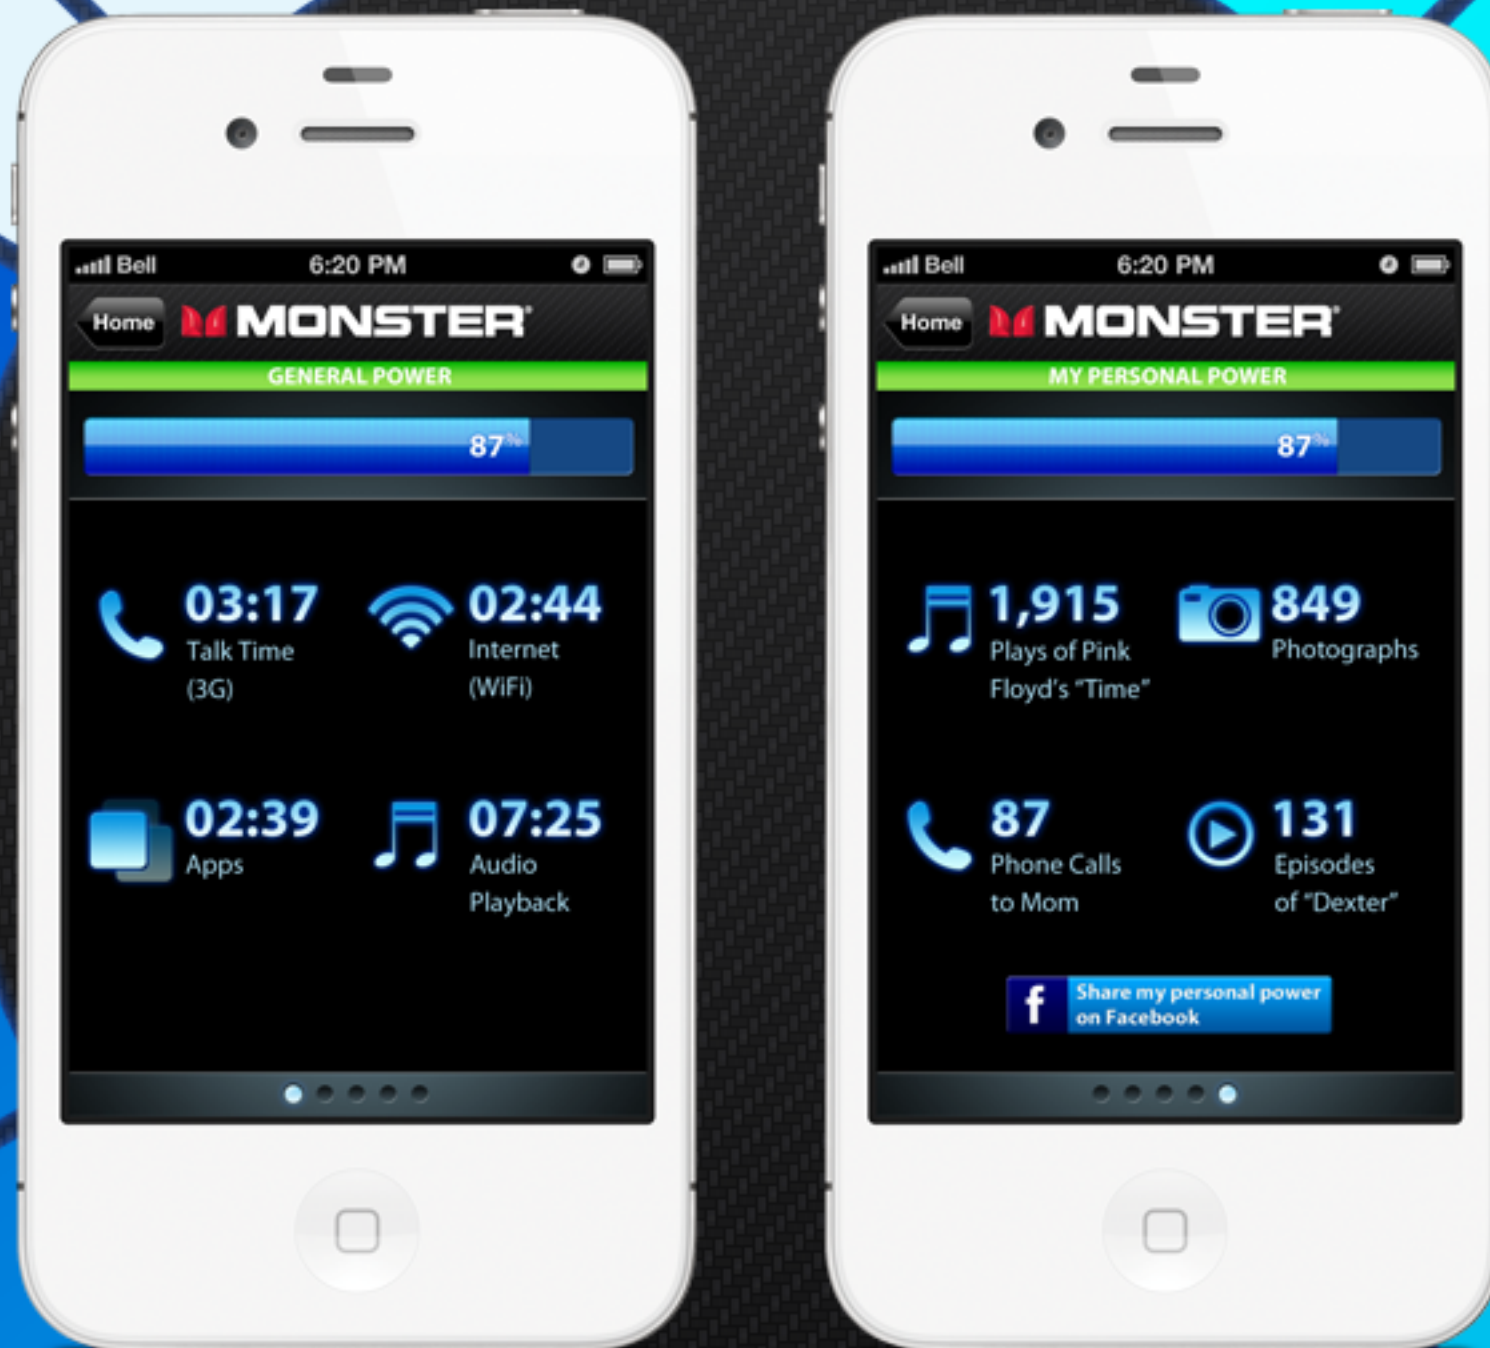 Bell 6:20 PM
Home MONSTER®
GENERAL POWER
87%
03:17
Talk Time
(3G)
02:44
Internet
(WiFi)
02:39
Apps
07:25
Audio
Playback
Bell 6:20 PM
Home MONSTER®
MY PERSONAL POWER
87%
1,915
Plays of Pink
Floyd's “Time”
849
Photographs
87
Phone Calls
to Mom
131
Episodes
of “Dexter”
f
Share my personal power
on Facebook